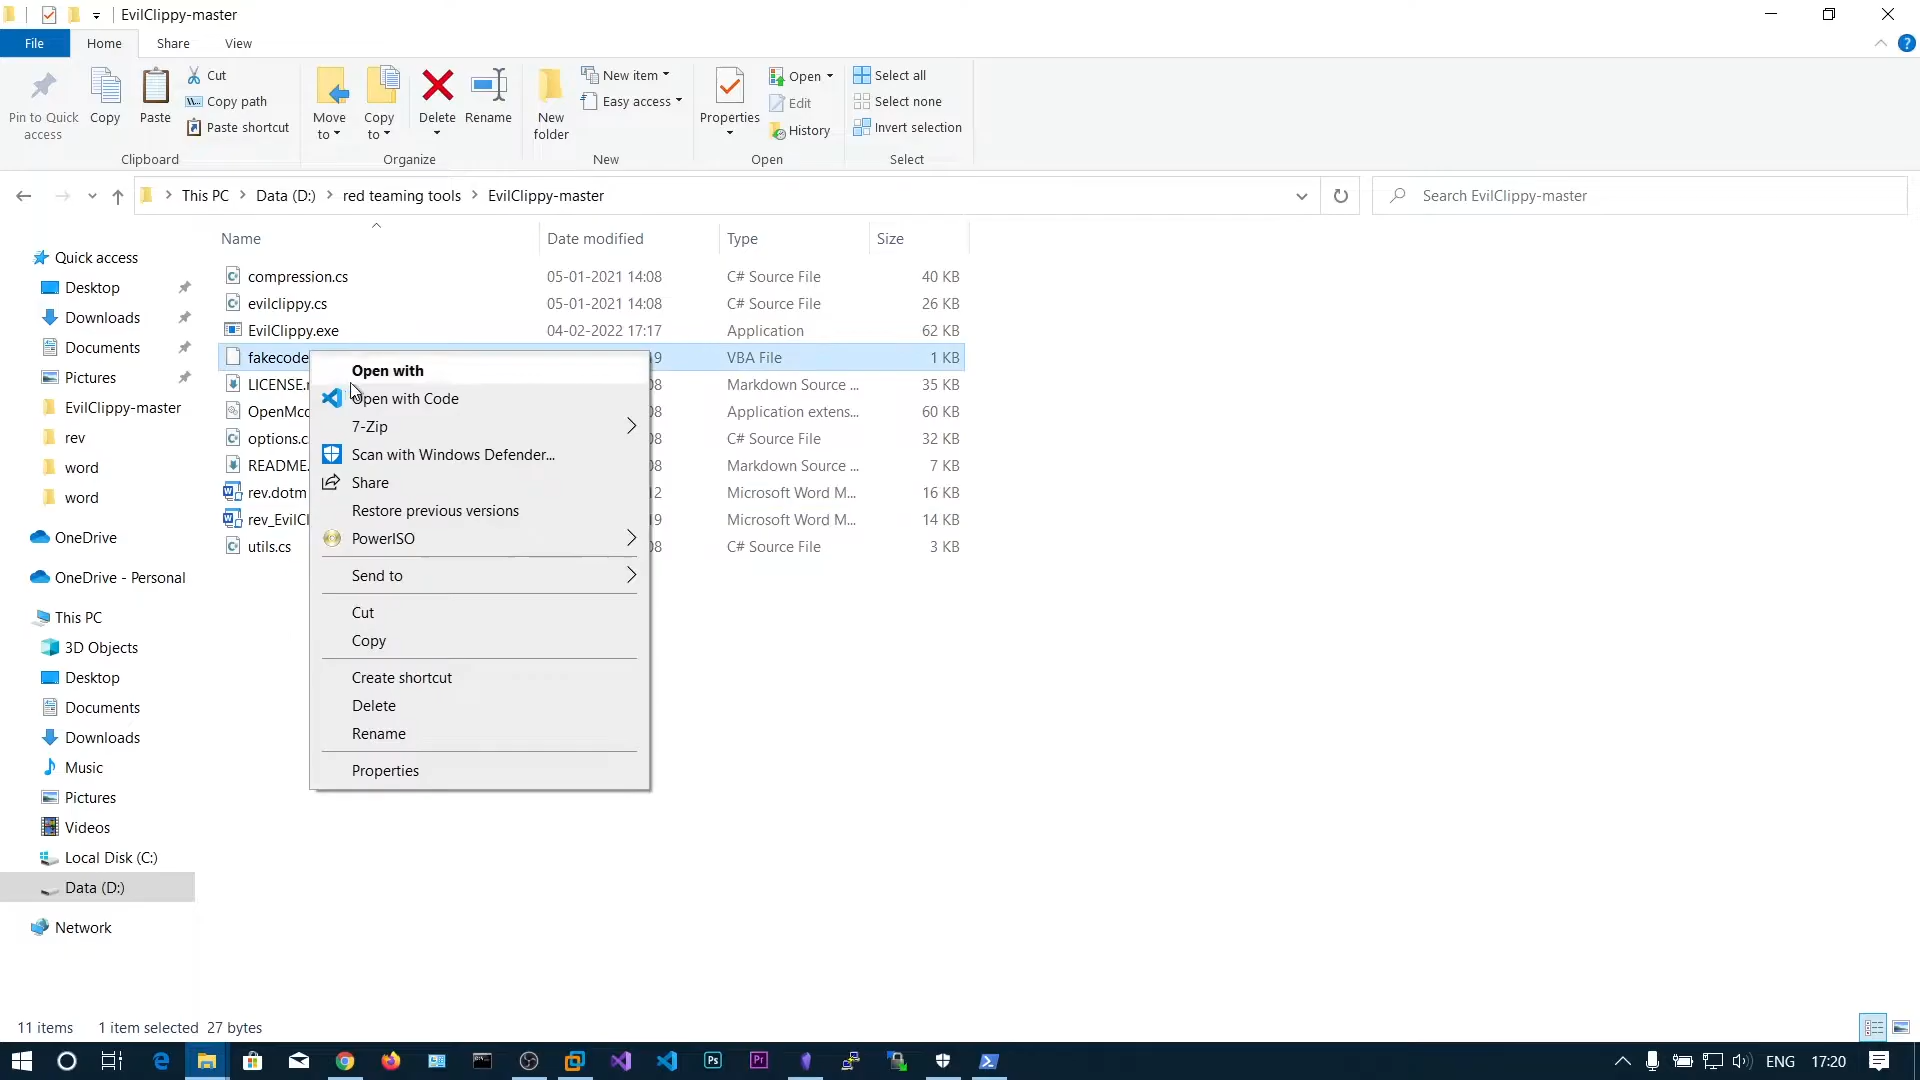 EvilClippy-master
File
Home
Share
View
Pin to Quick access
Copy
Paste
Cut
Copy path
Paste shortcut
Move to
Copy to
Delete
Rename
New folder
New item
Easy access
Properties
Open
Edit
History
Select all
Select none
Invert selection
Clipboard
Organize
New
Open
Select
This PC
Data (D:)
red teaming tools
EvilClippy-master
Search EvilClippy-master
Name
Date modified
Type
Size
compression.cs 05-01-2021 14:08 C# Source File 40 KB
evilclippy.cs 05-01-2021 14:08 C# Source File 26 KB
EvilClippy.exe 04-02-2022 17:17 Application 62 KB
fakecode 9 VBA File 1 KB
LICENSE. 08 Markdown Source ... 35 KB
OpenMc 08 Application extens... 60 KB
options.c 08 C# Source File 32 KB
README. 08 Markdown Source ... 7 KB
rev.dotm 12 Microsoft Word M... 16 KB
rev_EvilCl 19 Microsoft Word M... 14 KB
utils.cs 08 C# Source File 3 KB
Open with
Open with Code
7-Zip
Scan with Windows Defender...
Share
Restore previous versions
PowerISO
Send to
Cut
Copy
Create shortcut
Delete
Rename
Properties
Quick access
Desktop
Downloads
Documents
Pictures
EvilClippy-master
rev
word
word
OneDrive
OneDrive - Personal
This PC
3D Objects
Desktop
Documents
Downloads
Music
Pictures
Videos
Local Disk (C:)
Data (D:)
Network
11 items 1 item selected 27 bytes
Ps
Pr
ENG
17:20